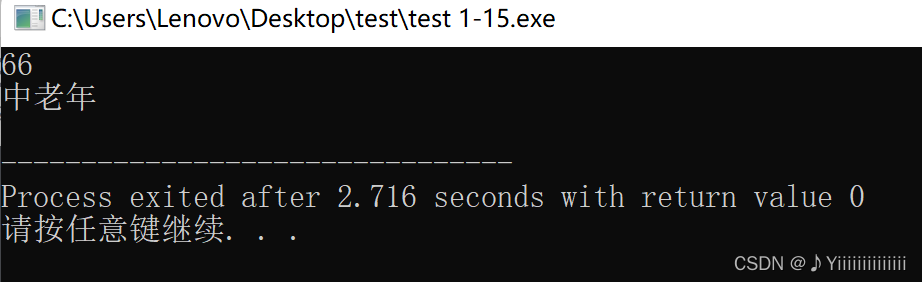 C:\Users\Lenovo\Desktop\test\test 1-15.exe
66
中老年
--------------------------------
Process exited after 2.716 seconds with return value 0
请按任意键继续. . .
CSDN @♪Yiiiiiiiiiiiiii